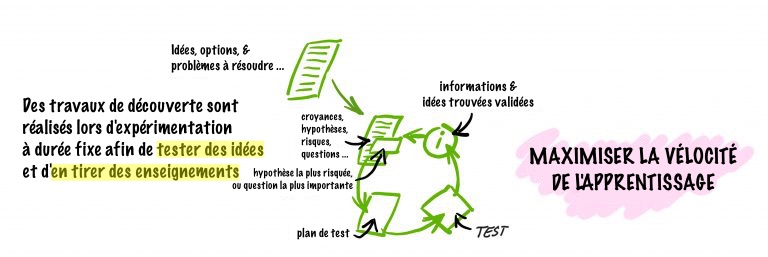 Idées, options, &
problèmes à résoudre ...
informations &
idées trouvées validées
Des travaux de découverte sont
réalisés lors d'expérimentation
à durée fixe afin de tester des idées
et d'en tirer des enseignements
croyances,
hypothèses,
risques,
questions ...
hypothèse la plus risquée,
ou question la plus importante
plan de test
TEST
MAXIMISER LA VÉLOCITÉ
DE L'APPRENTISSAGE